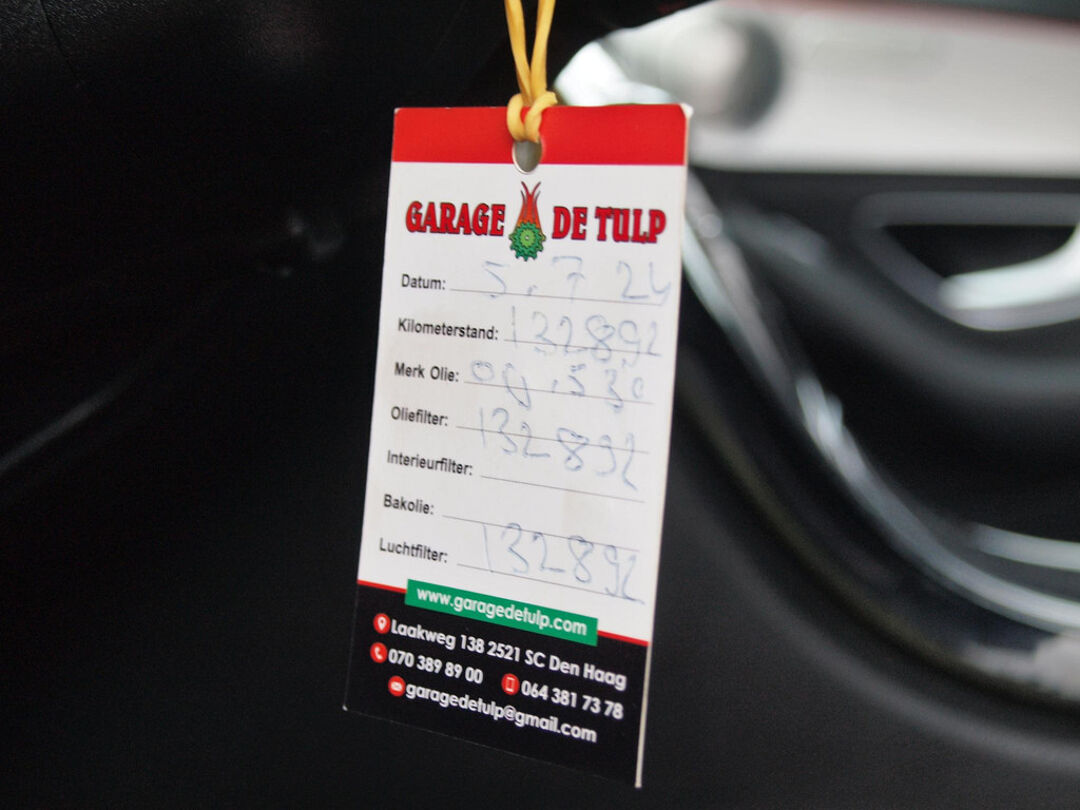 GARAGE DE TULP
Datum: 5.7 24
Kilometerstand: 132892
Merk Olie: 530
Oliefilter: 132892
Interieurfilter:
Bakolie:
Luchtfilter: 132892
www.garagedetulp.com
Laakweg 138 2521 SC Den Haag
070 389 89 00 064 381 73 78
garagedetulp@gmail.com